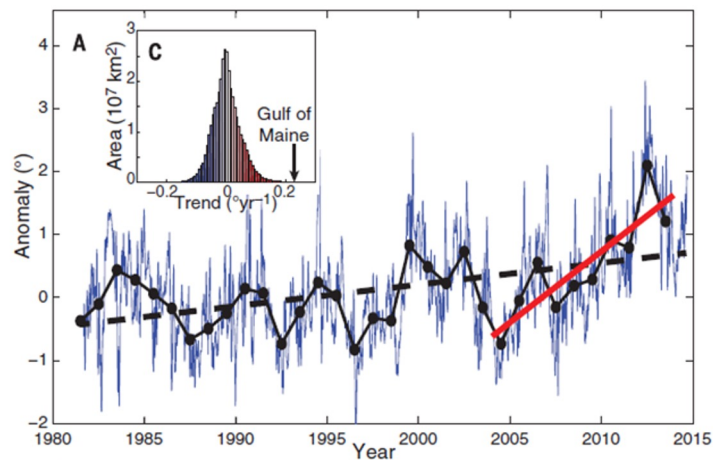 A
C
Anomaly (°)
4
3
2
1
0
−1
−2
1980 1985 1990 1995 2000 2005 2010 2015
Year
Area (10⁷ km²)
3
2
1
0
−0.2 0 0.2
Trend (°yr⁻¹)
Gulf of
Maine